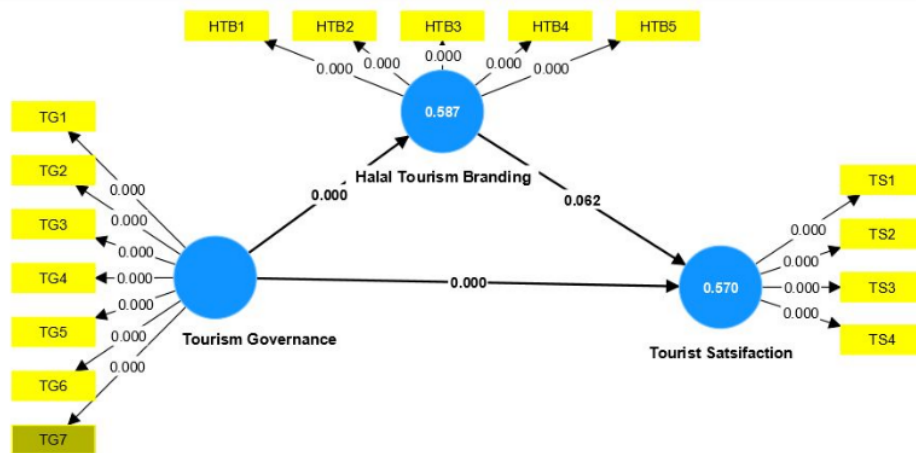 HTB1
HTB2
HTB3
HTB4
HTB5
0.000
0.000
0.000
0.000
0.000
0.587
Halal Tourism Branding
TG1
TG2
TG3
TG4
TG5
TG6
TG7
0.000
0.000
0.000
0.000
0.000
0.000
0.000
Tourism Governance
0.000
0.062
0.000
0.570
Tourist Satsifaction
0.000
0.000
0.000
0.000
TS1
TS2
TS3
TS4